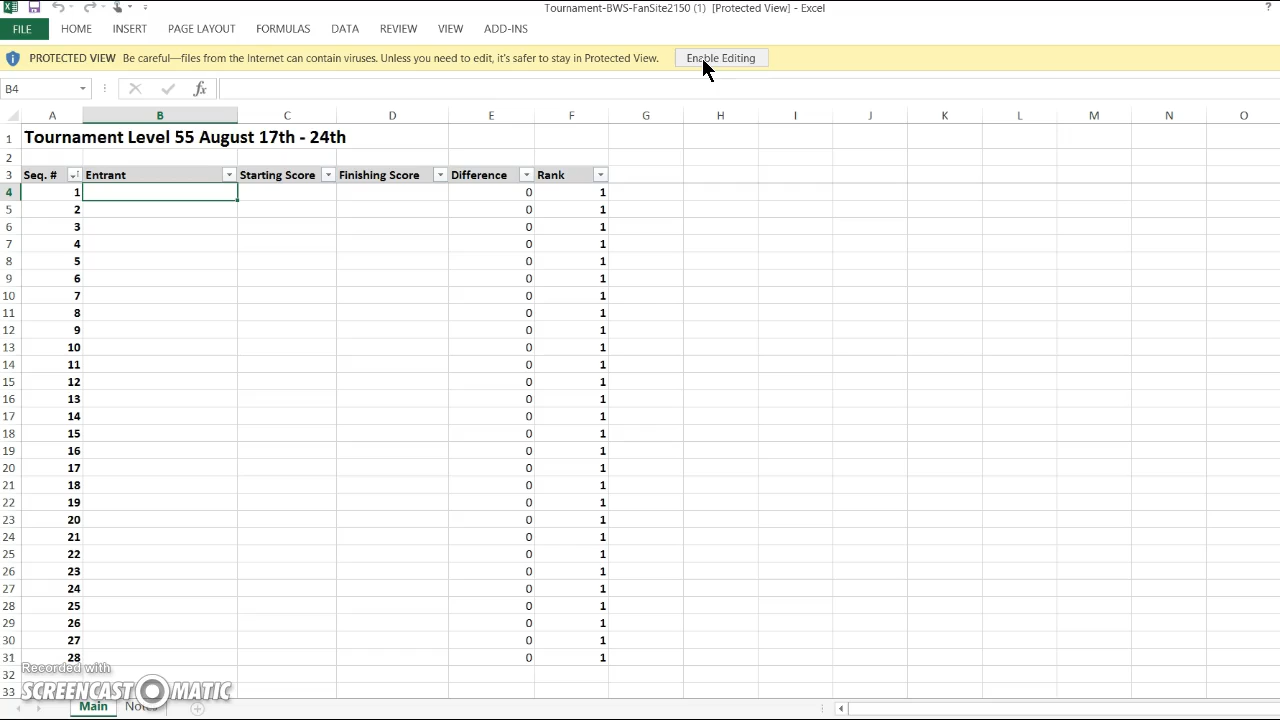 Tournament-BWS-FanSite2150 (1) [Protected View] - Excel
?
FILE HOME INSERT PAGE LAYOUT FORMULAS DATA REVIEW VIEW ADD-INS
PROTECTED VIEW Be careful—files from the Internet can contain viruses. Unless you need to edit, it's safer to stay in Protected View. Enable Editing
B4 fx
A B C D E F G H I J K L M N O
1 Tournament Level 55 August 17th - 24th
2
3 Seq. # Entrant Starting Score Finishing Score Difference Rank
4 1 0 1
5 2 0 1
6 3 0 1
7 4 0 1
8 5 0 1
9 6 0 1
10 7 0 1
11 8 0 1
12 9 0 1
13 10 0 1
14 11 0 1
15 12 0 1
16 13 0 1
17 14 0 1
18 15 0 1
19 16 0 1
20 17 0 1
21 18 0 1
22 19 0 1
23 20 0 1
24 21 0 1
25 22 0 1
26 23 0 1
27 24 0 1
28 25 0 1
29 26 0 1
30 27 0 1
31 28 0 1
32
33
Recorded with
SCREENCAST-O-MATIC
Main